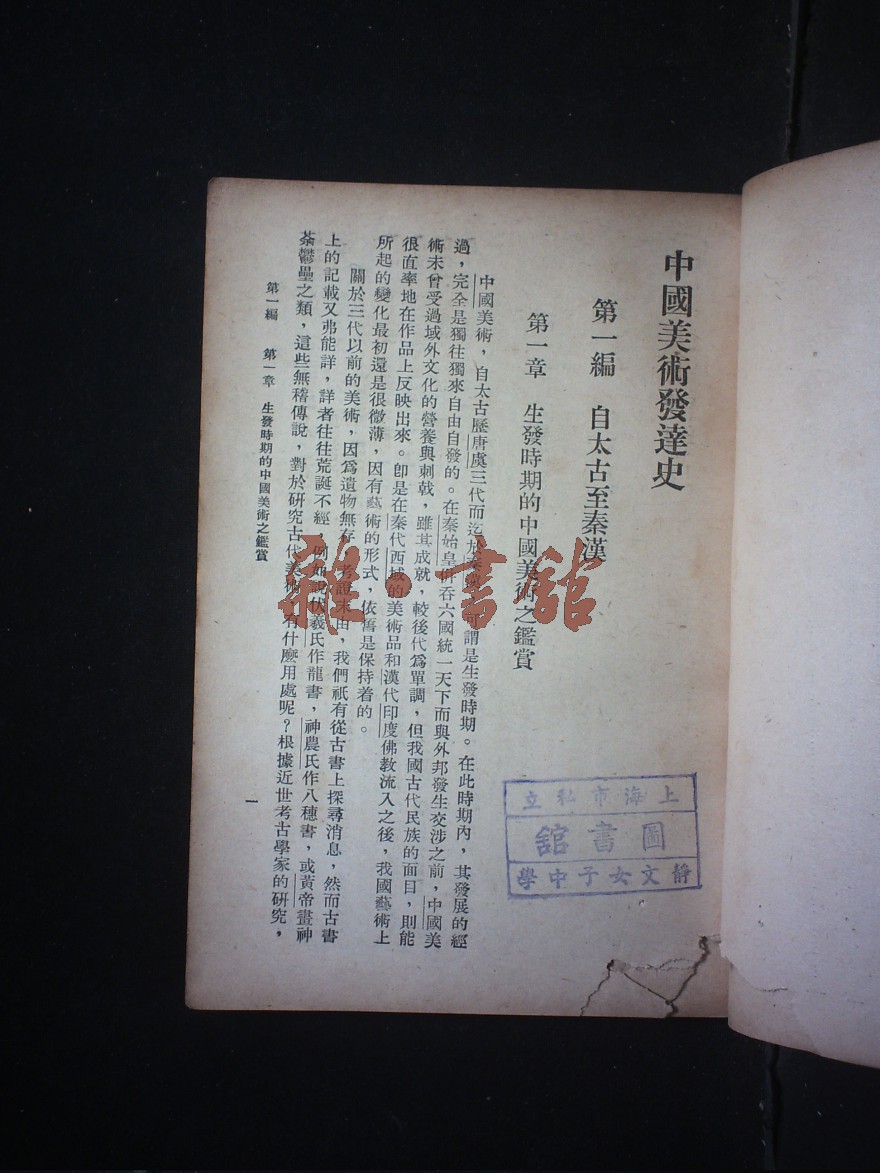 中國美術發達史
第一編　自太古至秦漢
第一章　生發時期的中國美術之鑑賞
中國美術，自太古歷唐虞三代而迄於秦　可謂是生發時期。在此時期內，其發展的經
過，完全是獨往獨來自由自發的。在秦始皇併吞六國統一天下而與外邦發生交涉之前，中國美
術未曾受過域外文化的營養與刺戟，雖其成就，較後代爲單調，但我國古代民族的面目，則能
很直率地在作品上反映出來。卽是在秦代西域的美術品和漢代印度佛教流入之後，我國藝術上
所起的變化最初還是很微薄，因有藝術的形式，依舊是保持着的。
關於三代以前的美術，因爲遺物無存，考證末由，我們祇有從古書上探尋消息，然而古書
上的記載又弗能詳，詳者往往荒誕不經，例如說伏羲氏作龍書，神農氏作八穗書，或黃帝畫神
荼鬱壘之類，這些無稽傳說，對於研究古代美術，有什麼用處呢？根據近世考古學家的研究，
第一編　第一章　生發時期的中國美術之鑑賞
一
上海市私立
圖書舘
靜文女子中學
雜·書舘